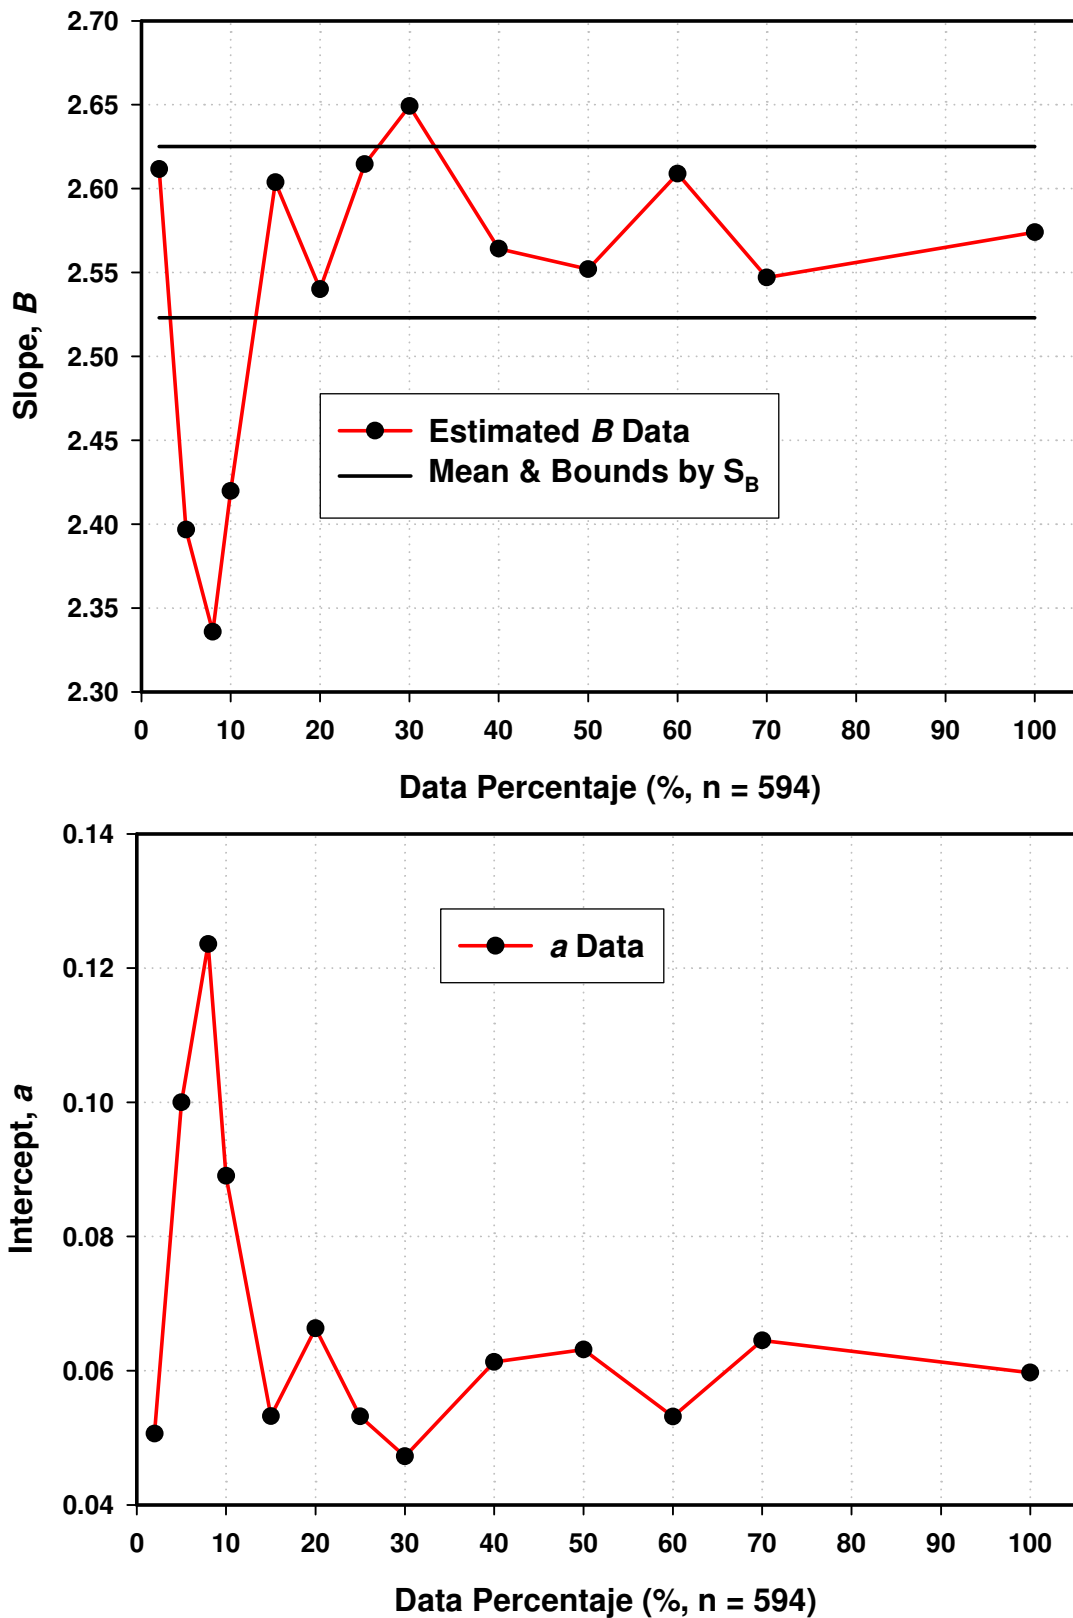 2.70
2.65
2.60
2.55
2.50
2.45
2.40
2.35
2.30
Slope, B
Estimated B Data
Mean & Bounds by S_B
0 10 20 30 40 50 60 70 80 90 100
Data Percentaje (%, n = 594)
0.14
0.12
0.10
0.08
0.06
0.04
Intercept, a
a Data
0 10 20 30 40 50 60 70 80 90 100
Data Percentaje (%, n = 594)